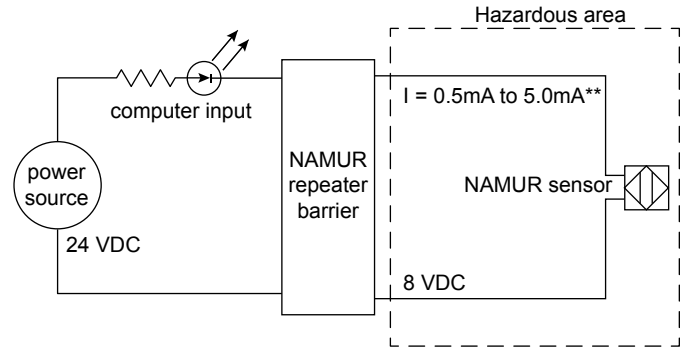 Hazardous area
computer input
I = 0.5mA to 5.0mA**
NAMUR
repeater
barrier
power
source
NAMUR sensor
24 VDC
8 VDC